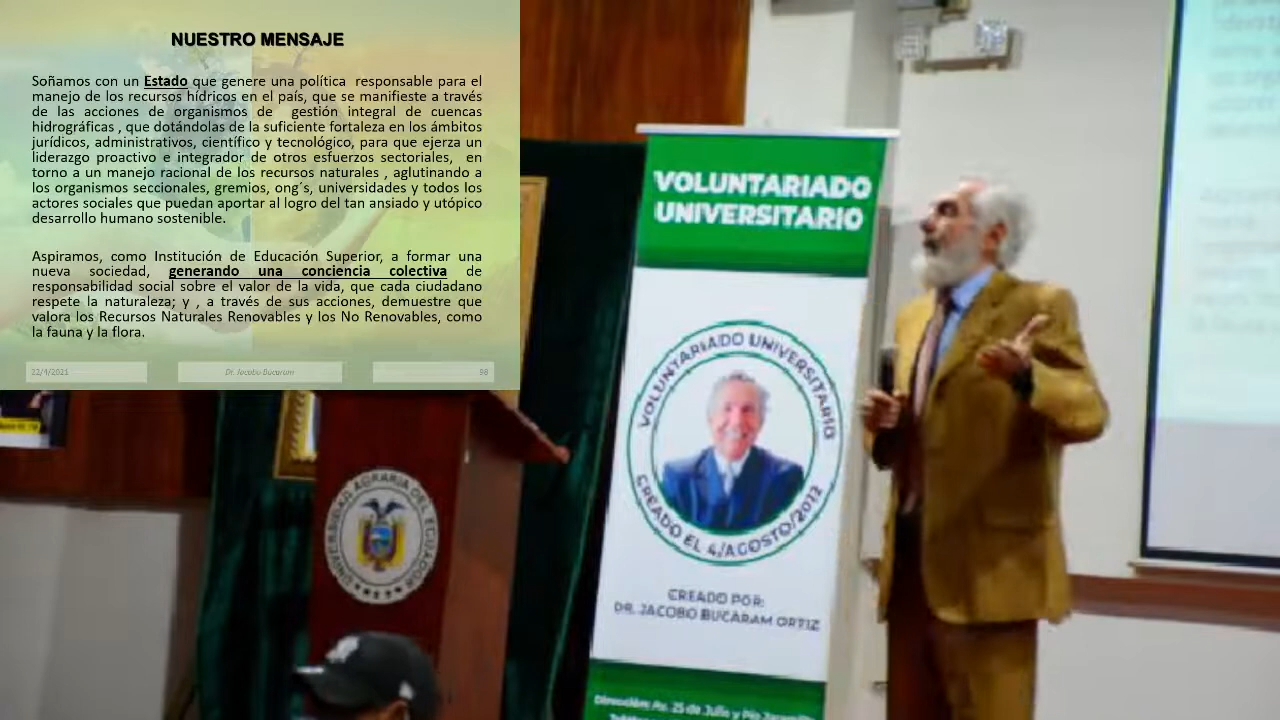 NUESTRO MENSAJE
Soñamos con un Estado que genere una política responsable para el
manejo de los recursos hídricos en el país, que se manifieste a través
de las acciones de organismos de gestión integral de cuencas
hidrográficas , que dotándolas de la suficiente fortaleza en los ámbitos
jurídicos, administrativos, científico y tecnológico, para que ejerza un
liderazgo proactivo e integrador de otros esfuerzos sectoriales, en
torno a un manejo racional de los recursos naturales , aglutinando a
los organismos seccionales, gremios, ong´s, universidades y todos los
actores sociales que puedan aportar al logro del tan ansiado y utópico
desarrollo humano sostenible.
Aspiramos, como Institución de Educación Superior, a formar una
nueva sociedad, generando una conciencia colectiva de
responsabilidad social sobre el valor de la vida, que cada ciudadano
respete la naturaleza; y , a través de sus acciones, demuestre que
valora los Recursos Naturales Renovables y los No Renovables, como
la fauna y la flora.
22/4/2021
Dr. Jacobo Bucaram
98
VOLUNTARIADO
UNIVERSITARIO
VOLUNTARIADO UNIVERSITARIO
CREADO EL 4/AGOSTO/2012
CREADO POR:
DR. JACOBO BUCARAM ORTIZ
Dirección: Av. 25 de Julio y Pío Jaramillo
UNIVERSIDAD AGRARIA DEL ECUADOR